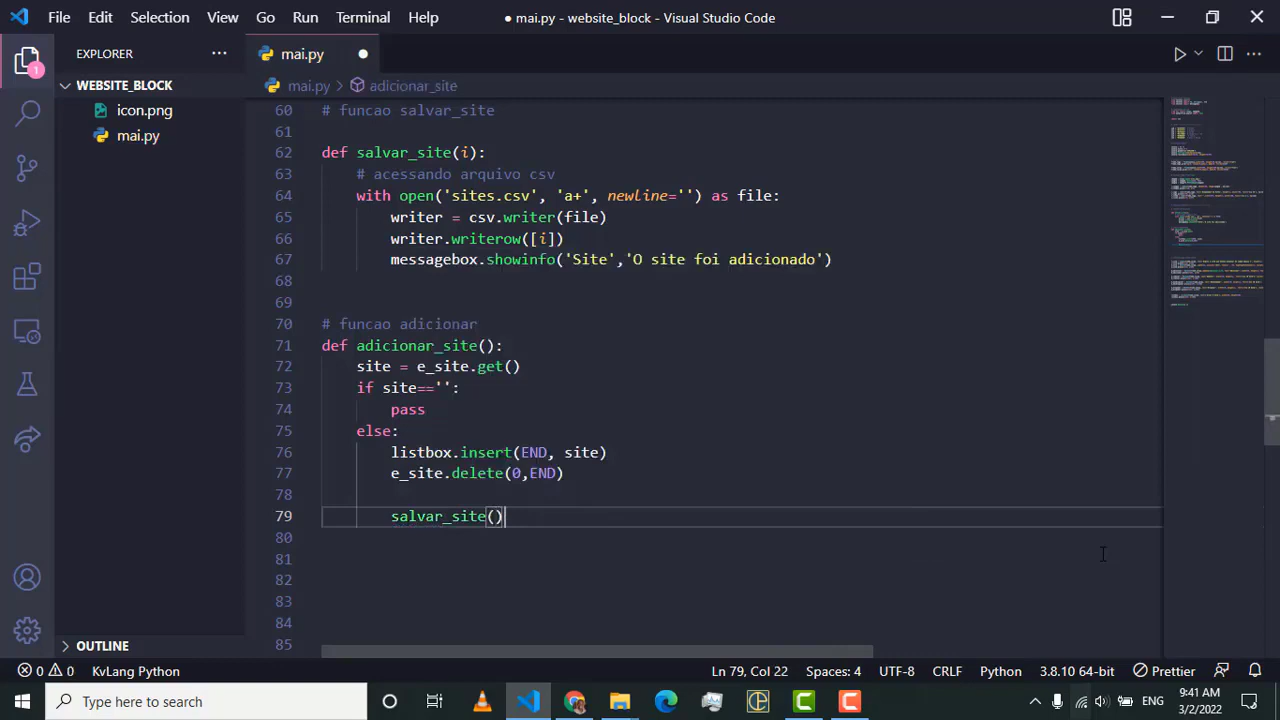 File Edit Selection View Go Run Terminal Help
● mai.py - website_block - Visual Studio Code
EXPLORER
mai.py
WEBSITE_BLOCK
icon.png
mai.py
1
mai.py > adicionar_site
60 # funcao salvar_site
61
62 def salvar_site(i):
63 # acessando arquivo csv
64 with open('sites.csv', 'a+', newline='') as file:
65 writer = csv.writer(file)
66 writer.writerow([i])
67 messagebox.showinfo('Site','O site foi adicionado')
68
69
70 # funcao adicionar
71 def adicionar_site():
72 site = e_site.get()
73 if site=='':
74 pass
75 else:
76 listbox.insert(END, site)
77 e_site.delete(0,END)
78
79 salvar_site()
80
81
82
83
84
85
OUTLINE
0 0 KvLang Python
Ln 79, Col 22 Spaces: 4 UTF-8 CRLF Python 3.8.10 64-bit Prettier
Type here to search
ENG
9:41 AM
3/2/2022